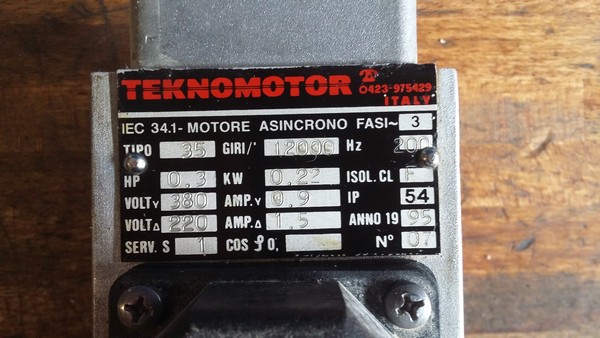 TEKNOMOTOR
0423-975429
ITALY
IEC 34.1- MOTORE ASINCRONO FASI~ 3
TIPO 35 GIRI/' 12000 Hz 200
HP 0,3 KW 0,22 ISOL. CL F
VOLT Y 380 AMP. Y 0,9 IP 54
VOLT Δ 220 AMP. Δ 1,5 ANNO 19 95
SERV. S 1 COS φ 0, N° 07